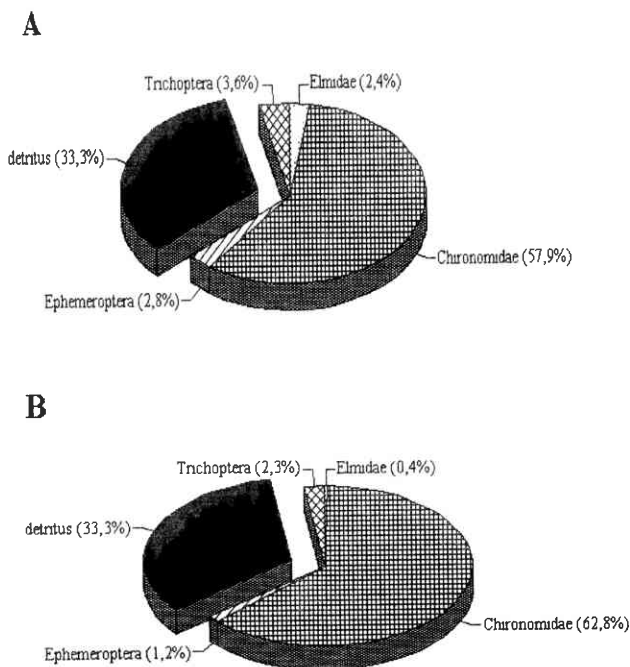 A
Trichoptera (3,6%)
Elmidae (2,4%)
detritus (33,3%)
Chironomidae (57,9%)
Ephemeroptera (2,8%)
B
Trichoptera (2,3%)
Elmidae (0,4%)
detritus (33,3%)
Chironomidae (62,8%)
Ephemeroptera (1,2%)